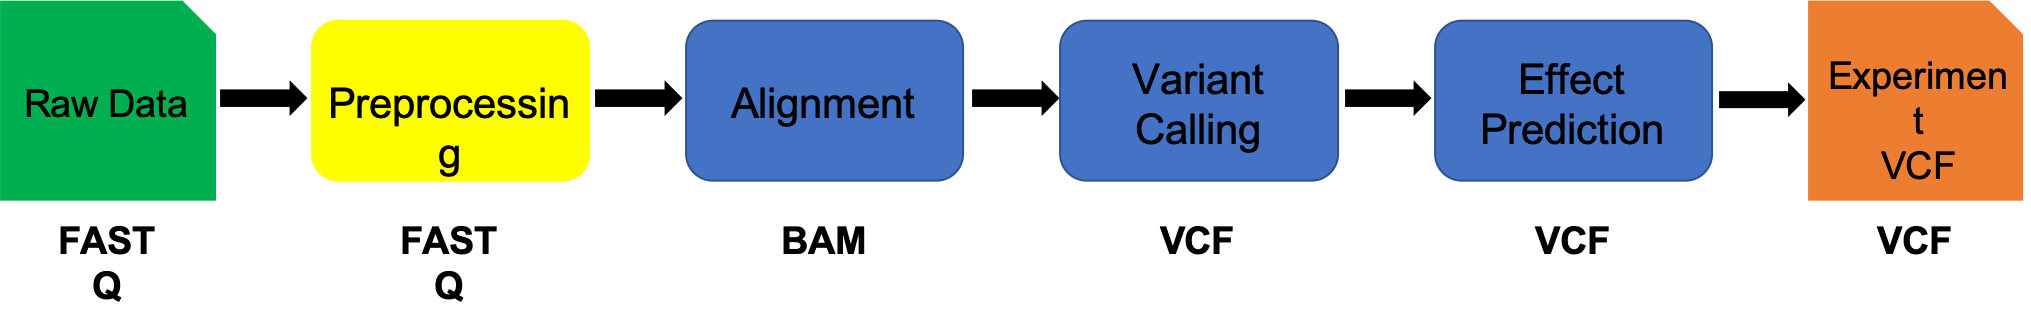 Raw Data
Preprocessin
g
Alignment
Variant
Calling
Effect
Prediction
Experimen
t
VCF
FAST
Q
FAST
Q
BAM
VCF
VCF
VCF